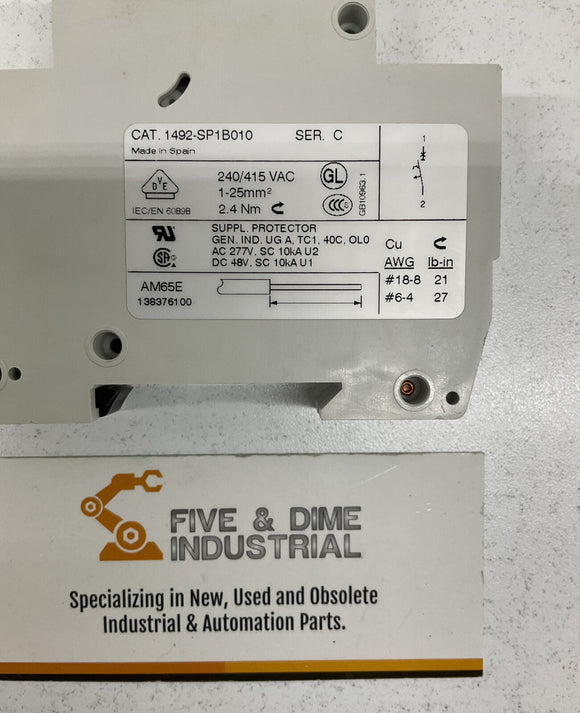 CAT. 1492-SP1B010 SER. C
Made in Spain
VDE
IEC/EN 60898
240/415 VAC
1-25mm²
2.4 Nm
GL
CCC
GB10963.1
1
2
SUPPL. PROTECTOR
GEN. IND. UG A, TC1, 40C, OL0
AC 277V, SC 10kA U2
DC 48V, SC 10kA U1
Cu
AWG lb-in
#18-8 21
#6-4 27
AM65E
138376100
FIVE & DIME
INDUSTRIAL
Specializing in New, Used and Obsolete
Industrial & Automation Parts.